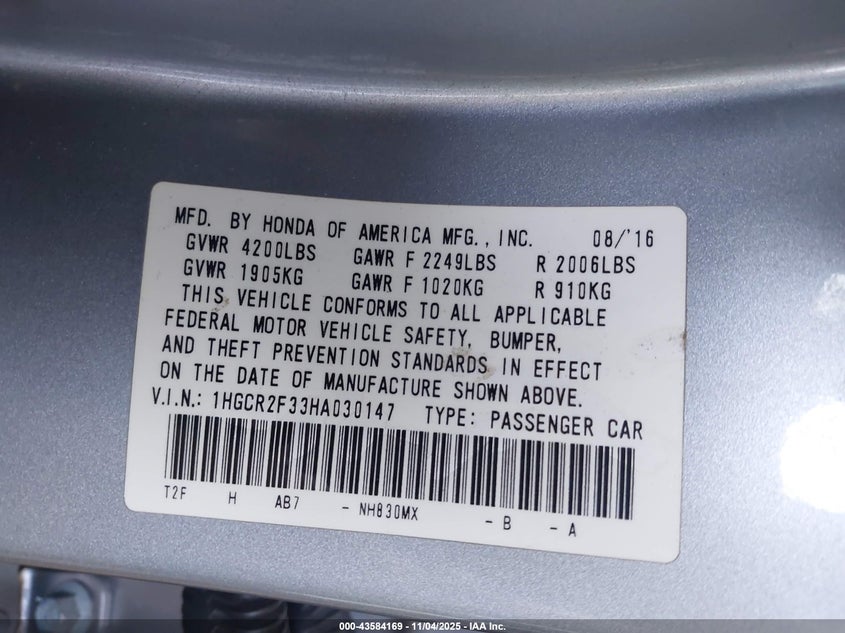 MFD. BY HONDA OF AMERICA MFG., INC. 08/'16
GVWR 4200LBS GAWR F 2249LBS R 2006LBS
GVWR 1905KG GAWR F 1020KG R 910KG
THIS VEHICLE CONFORMS TO ALL APPLICABLE
FEDERAL MOTOR VEHICLE SAFETY, BUMPER,
AND THEFT PREVENTION STANDARDS IN EFFECT
ON THE DATE OF MANUFACTURE SHOWN ABOVE.
V.I.N.: 1HGCR2F33HA030147 TYPE: PASSENGER CAR
T2F H AB7 - NH830MX - B - A
000-43584169 - 11/04/2025 - IAA Inc.